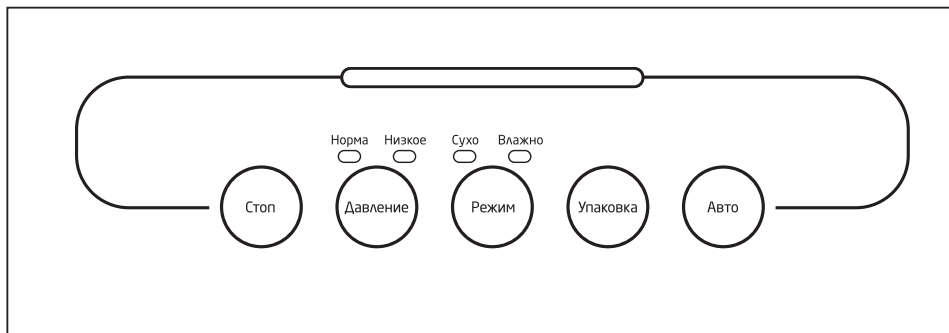 Норма Низкое Сухо Влажно
Стоп Давление Режим Упаковка Авто